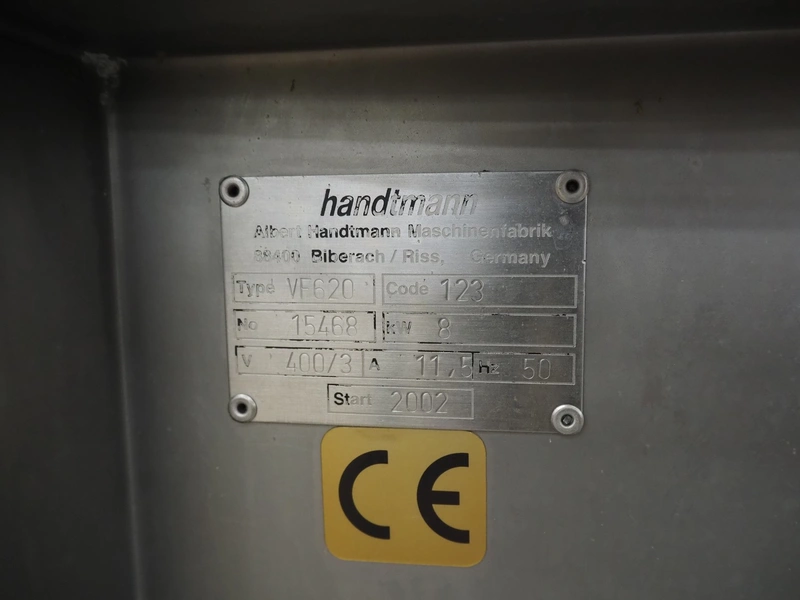 handtmann
Albert Handtmann Maschinenfabrik
88400 Biberach / Riss, Germany
Type VF620 Code 123
No 15468 kW 8
V 400/3 A 11,5 Hz 50
Start 2002
CE